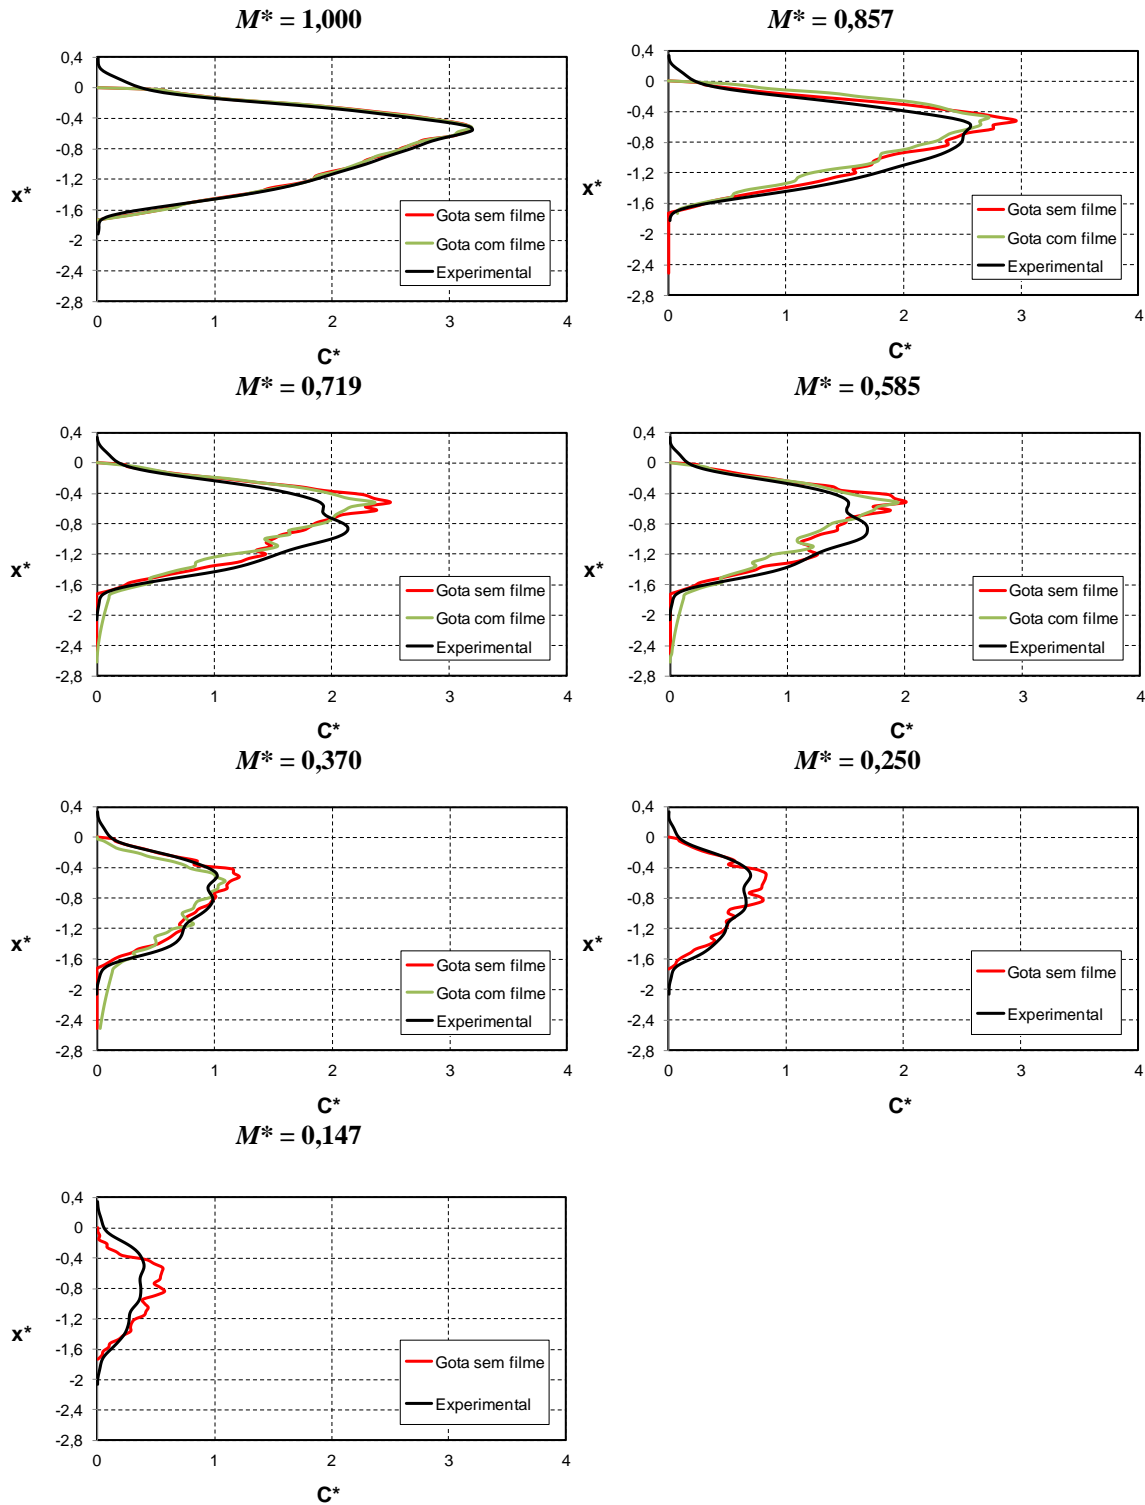 M* = 1,000
0,4
0
-0,4
-0,8
-1,2
-1,6
-2
-2,4
-2,8
x*
0 1 2 3 4
C*
Gota sem filme
Gota com filme
Experimental
M* = 0,857
0,4
0
-0,4
-0,8
-1,2
-1,6
-2
-2,4
-2,8
x*
0 1 2 3 4
C*
Gota sem filme
Gota com filme
Experimental
M* = 0,719
0,4
0
-0,4
-0,8
-1,2
-1,6
-2
-2,4
-2,8
x*
0 1 2 3 4
C*
Gota sem filme
Gota com filme
Experimental
M* = 0,585
0,4
0
-0,4
-0,8
-1,2
-1,6
-2
-2,4
-2,8
x*
0 1 2 3 4
C*
Gota sem filme
Gota com filme
Experimental
M* = 0,370
0,4
0
-0,4
-0,8
-1,2
-1,6
-2
-2,4
-2,8
x*
0 1 2 3 4
C*
Gota sem filme
Gota com filme
Experimental
M* = 0,250
0,4
0
-0,4
-0,8
-1,2
-1,6
-2
-2,4
-2,8
x*
0 1 2 3 4
C*
Gota sem filme
Experimental
M* = 0,147
0,4
0
-0,4
-0,8
-1,2
-1,6
-2
-2,4
-2,8
x*
0 1 2 3 4
C*
Gota sem filme
Experimental